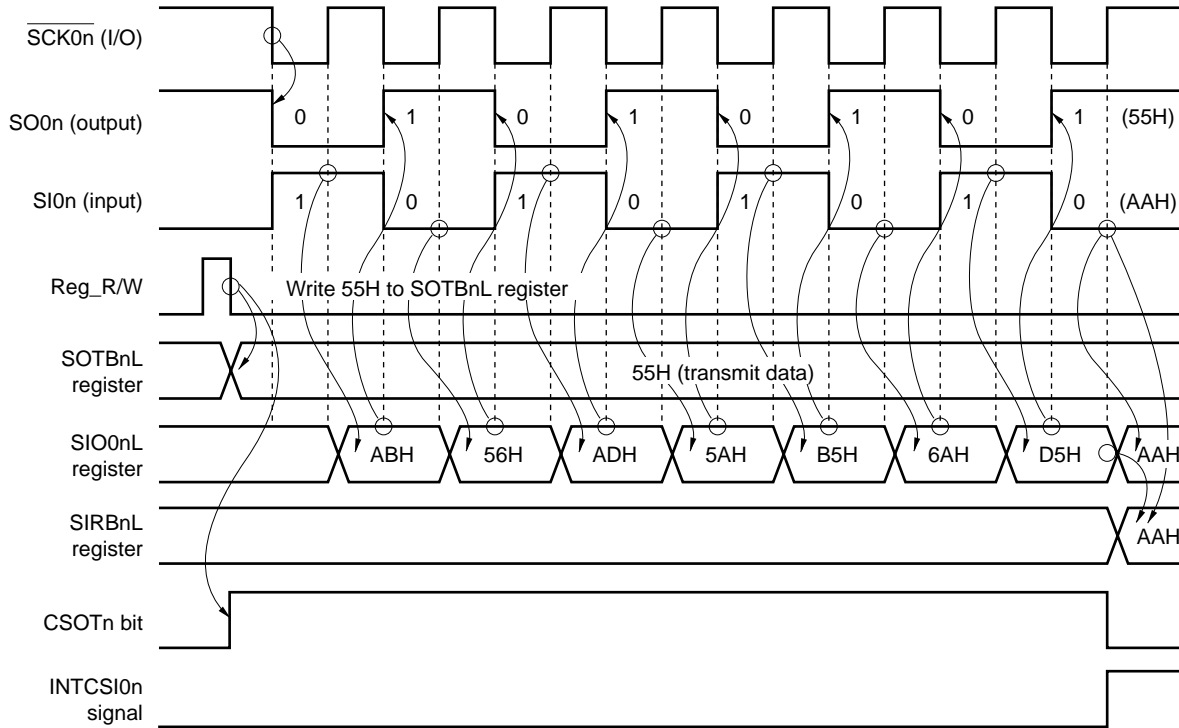 SCK0n (I/O)
SO0n (output) 0 1 0 1 0 1 0 1 (55H)
SI0n (input) 1 0 1 0 1 0 1 0 (AAH)
Reg_R/W Write 55H to SOTBnL register
SOTBnL
register 55H (transmit data)
SIO0nL
register ABH 56H ADH 5AH B5H 6AH D5H AAH
SIRBnL
register AAH
CSOTn bit
INTCSI0n
signal